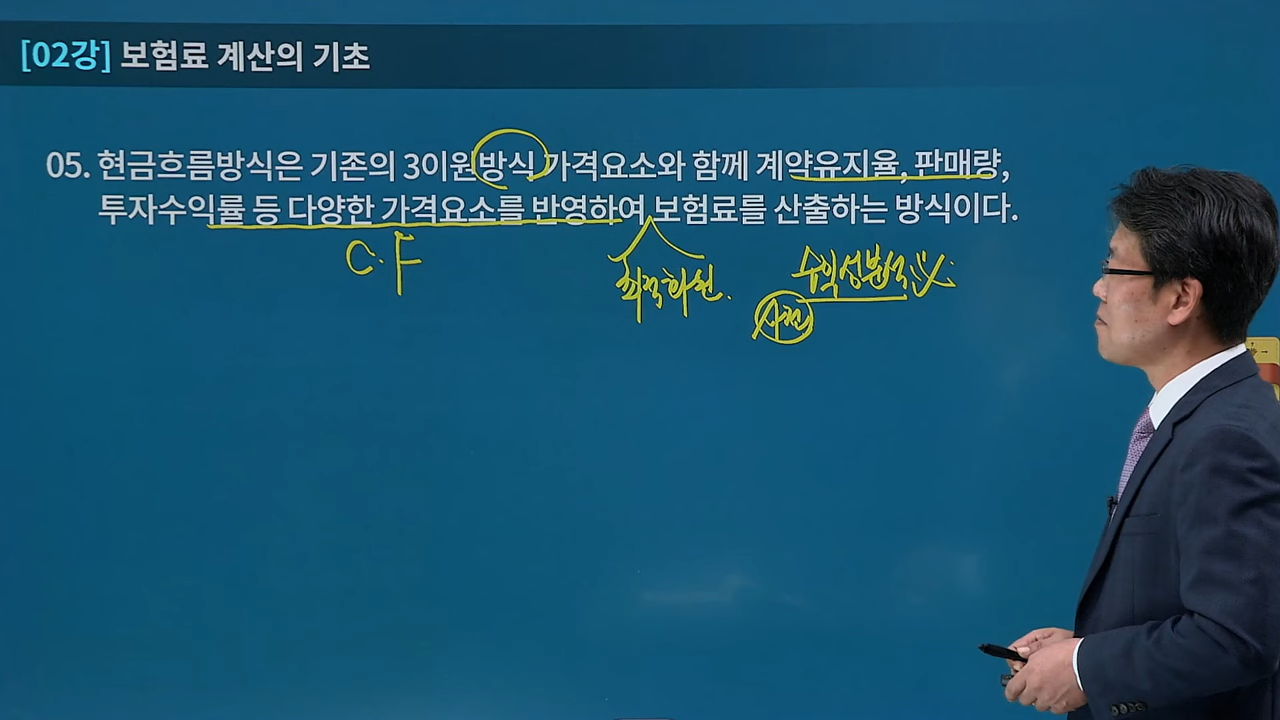 [02강] 보험료 계산의 기초
05. 현금흐름방식은 기존의 3이원방식 가격요소와 함께 계약유지율, 판매량,
투자수익률 등 다양한 가격요소를 반영하여 보험료를 산출하는 방식이다.
C.F
최적화된.
수익성분석
사전